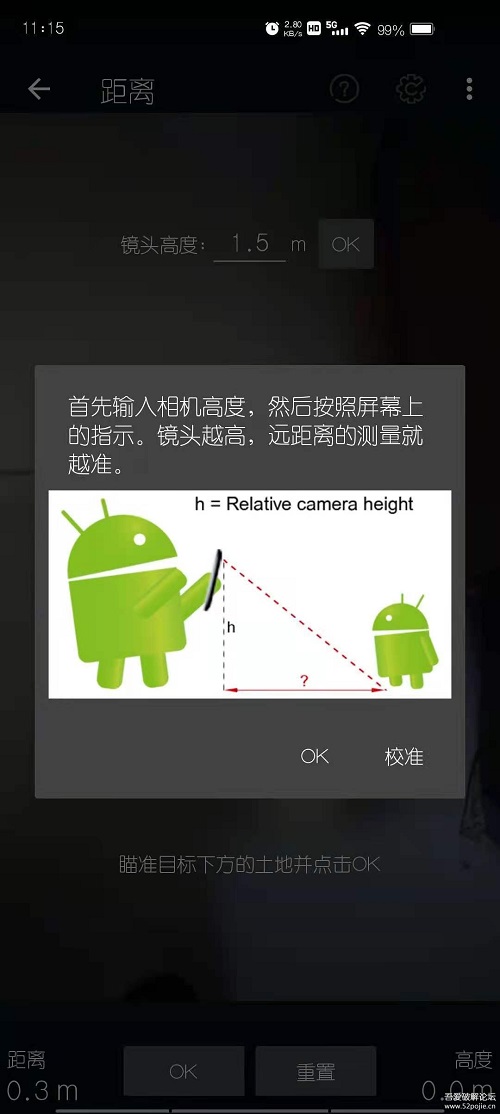 11:15
2.80 KB/s HD 5G 99%
距离
镜头高度: 1.5 m OK
首先输入相机高度，然后按照屏幕上
的指示。镜头越高，远距离的测量就
越准。
h = Relative camera height
h
?
OK 校准
瞄准目标下方的土地并点击OK
距离 OK 重置 高度
0.3 m 0.0 m
吾爱破解论坛
www.52pojie.cn